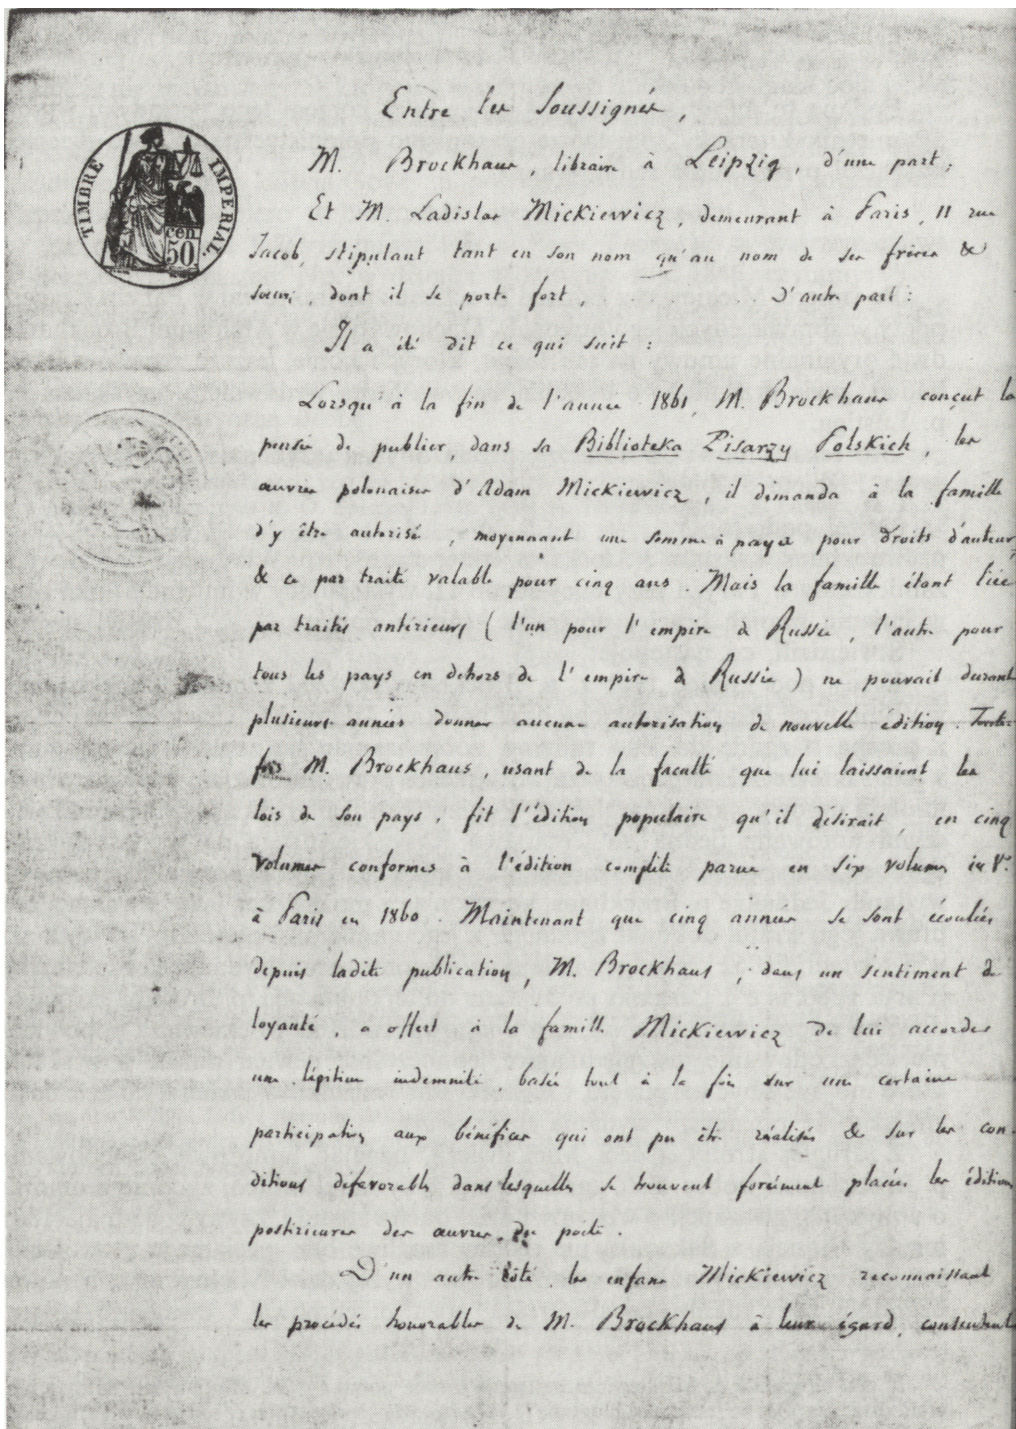 Entre les Soussignés,
TIMBRE IMPERIAL.
cen
50
M. Brockhaus, libraire à Leipzig, d'une part,
Et M. Ladislas Mickiewicz, demeurant à Paris, 11 rue
Jacob, stipulant tant en son nom qu'au nom de ses frères &
sœurs, dont il se porte fort, . . . . . . . . . . d'autre part :
Il a été dit ce qui suit :
Lorsqu'à la fin de l'année 1861, M. Brockhaus conçut la
pensée de publier, dans sa Biblioteka Pisarzy Polskich, les
œuvres polonaises d'Adam Mickiewicz, il demanda à la famille
d'y être autorisé, moyennant une somme à payer pour droits d'auteur,
& ce par traité valable pour cinq ans. Mais la famille étant liée
par traités antérieurs (l'un pour l'empire de Russie, l'autre pour
tous les pays en dehors de l'empire de Russie) ne pouvait durant
plusieurs années donner aucune autorisation de nouvelle édition. Toute-
fois M. Brockhaus, usant de la faculté que lui laissaient les
lois de son pays, fit l'édition populaire qu'il désirait, en cinq
volumes conformes à l'édition complète parue en six volumes in 8°.
à Paris en 1860. Maintenant que cinq années se sont écoulées
depuis ladite publication, M. Brockhaus, dans un sentiment de
loyauté, a offert à la famille Mickiewicz de lui accorder
une légitime indemnité, basée tout à la fois sur une certaine
participation aux bénéfices qui ont pu être réalisés & sur les con-
ditions défavorables dans lesquelles se trouvent forcément placées les éditions
postérieures des œuvres du poète.
D'un autre côté, les enfans Mickiewicz reconnaissant
les procédés honorables de M. Brockhaus à leur égard, consentent